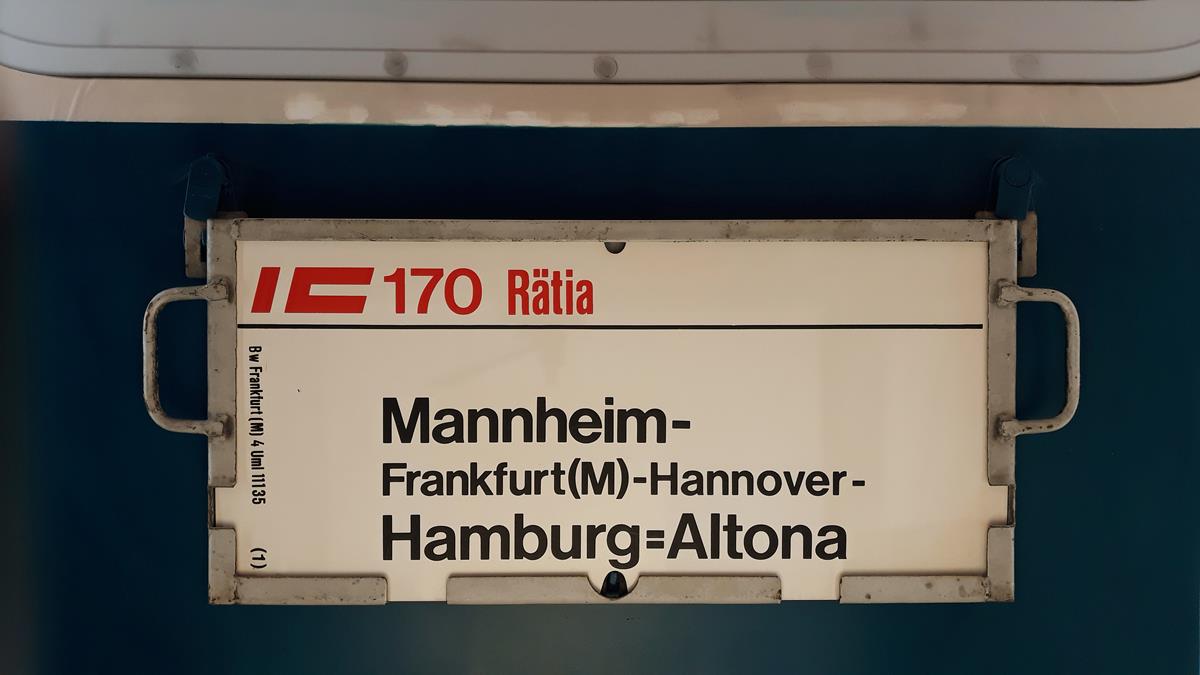 IC 170 Rätia
Mannheim-
Frankfurt(M)-Hannover-
Hamburg=Altona
Bw Frankfurt (M) 4 Uml 11135 (1)